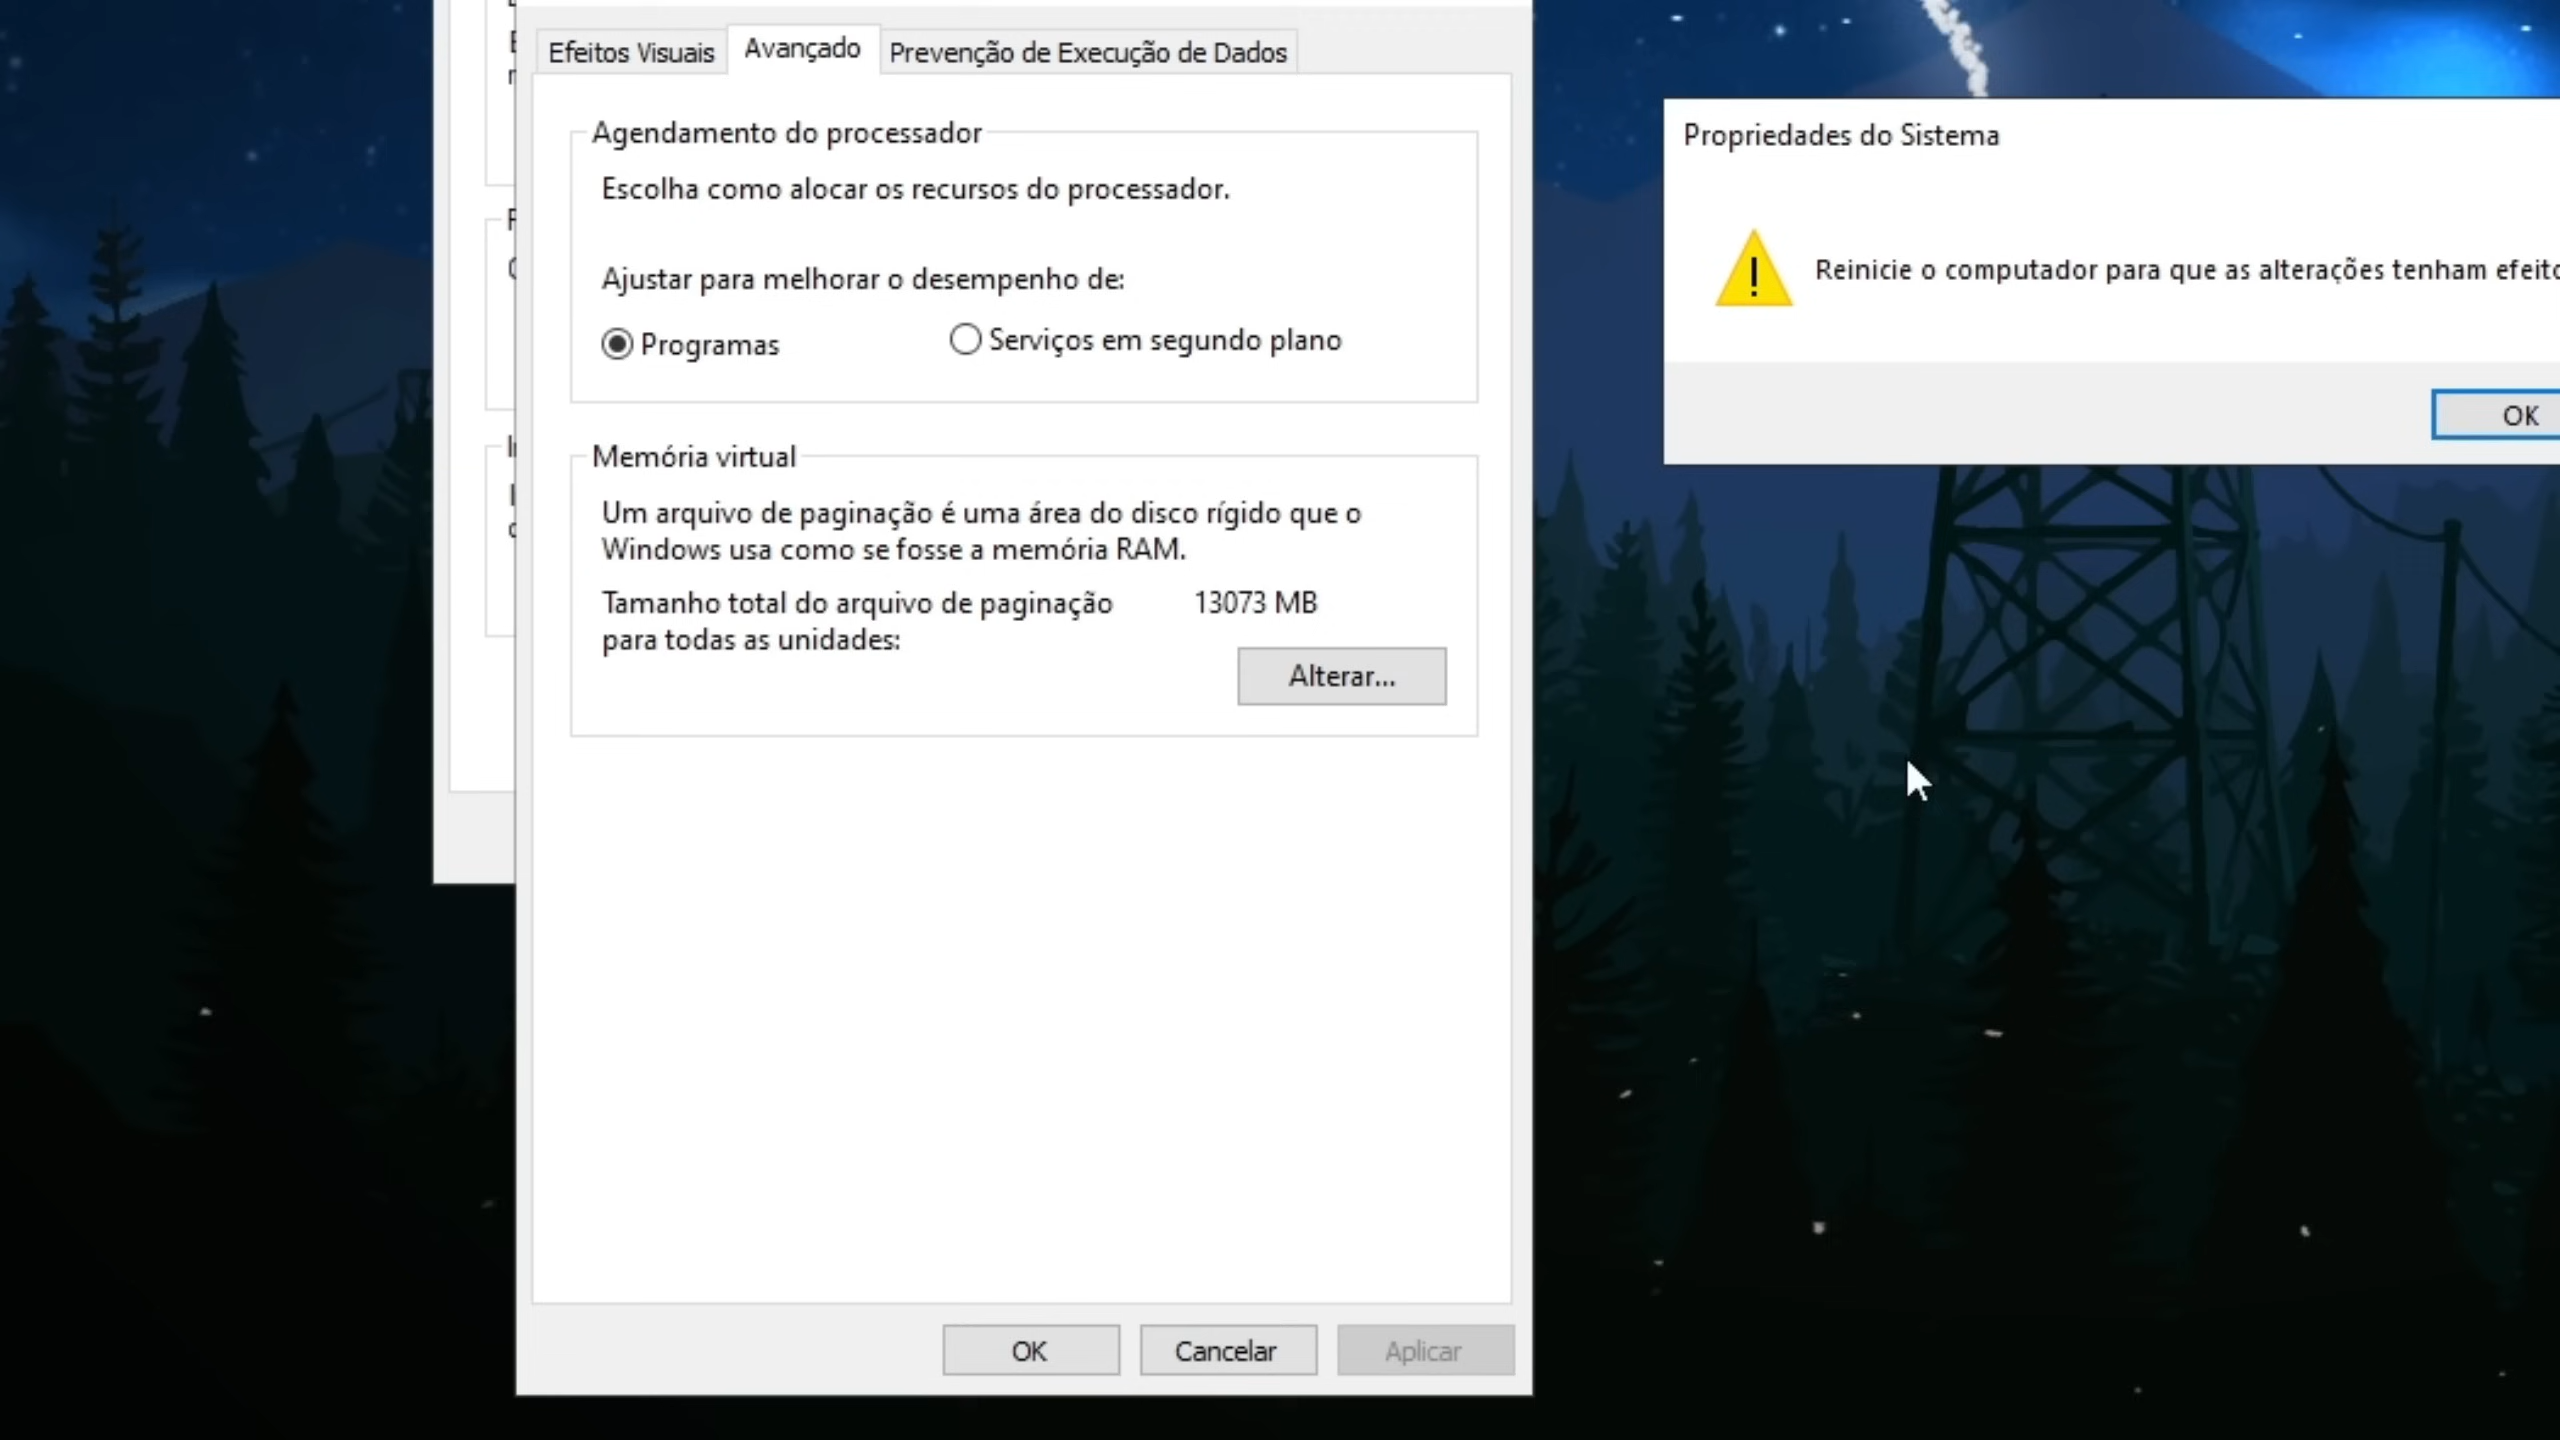 Efeitos Visuais
Avançado
Prevenção de Execução de Dados
Agendamento do processador
Escolha como alocar os recursos do processador.
Ajustar para melhorar o desempenho de:
Programas
Serviços em segundo plano
Memória virtual
Um arquivo de paginação é uma área do disco rígido que o
Windows usa como se fosse a memória RAM.
Tamanho total do arquivo de paginação
para todas as unidades:
13073 MB
Alterar...
OK
Cancelar
Aplicar
Propriedades do Sistema
Reinicie o computador para que as alterações tenham
OK